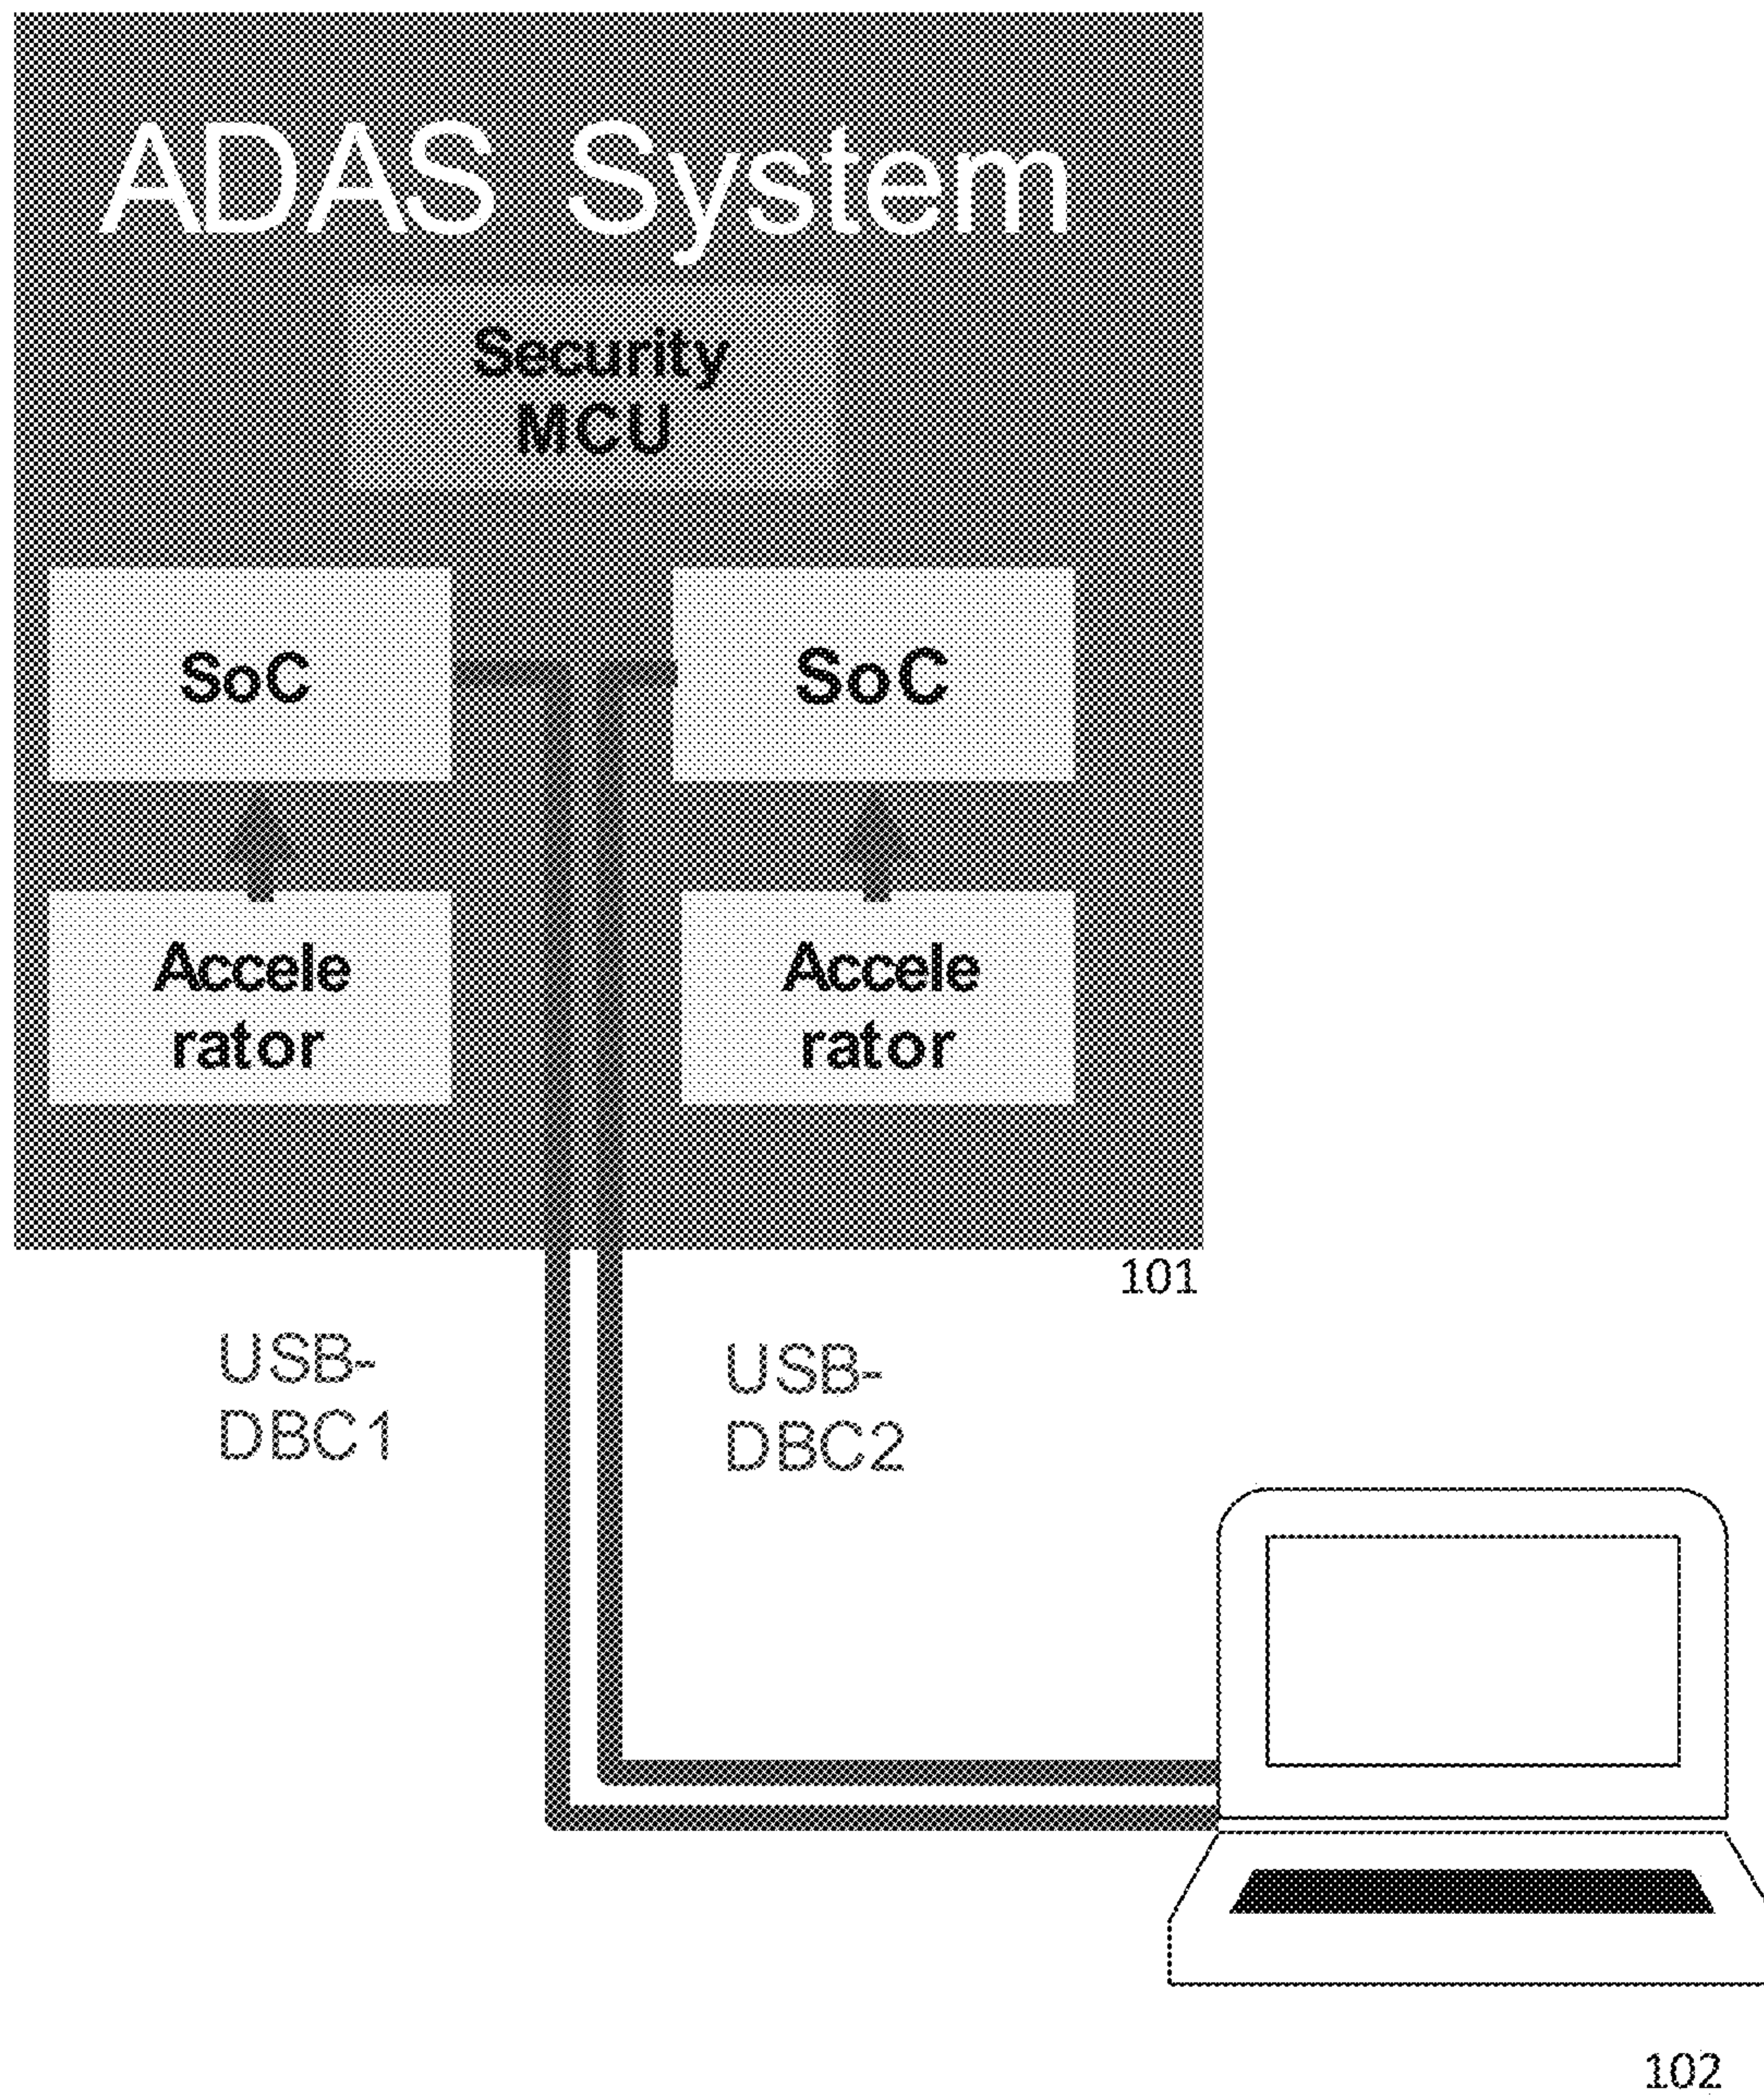 ADAS System
Security
MCU
SoC
SoC
Accele
rator
Accele
rator
101
USB-
DBC1
USB-
DBC2
102